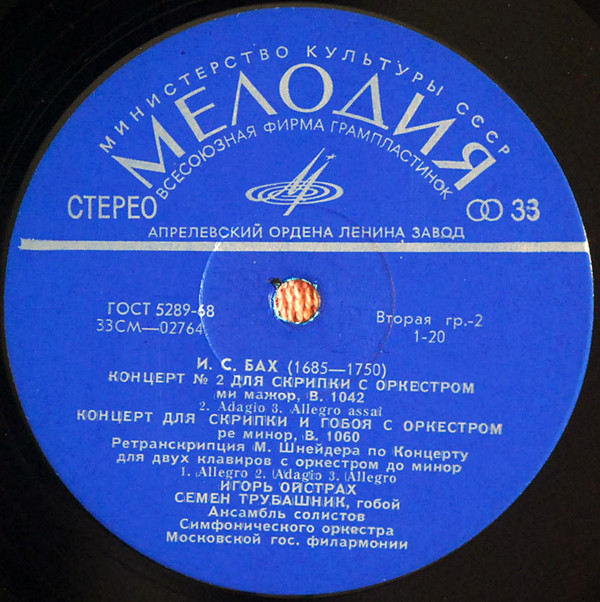 МИНИСТЕРСТВО КУЛЬТУРЫ СССР
МЕЛОДИЯ
ВСЕСОЮЗНАЯ ФИРМА ГРАМПЛАСТИНОК
СТЕРЕО
33
АПРЕЛЕВСКИЙ ОРДЕНА ЛЕНИНА ЗАВОД
ГОСТ 5289-68
33СМ—02764
Вторая гр.-2
1-20
И. С. БАХ (1685—1750)
КОНЦЕРТ № 2 ДЛЯ СКРИПКИ С ОРКЕСТРОМ
ми мажор, В. 1042
2. Adagio 3. Allegro assai
КОНЦЕРТ ДЛЯ СКРИПКИ И ГОБОЯ С ОРКЕСТРОМ
ре минор, В. 1060
Ретранскрипция М. Шнейдера по Концерту
для двух клавиров с оркестром до минор
1. Allegro 2. Adagio 3. Allegro
ИГОРЬ ОЙСТРАХ
СЕМЕН ТРУБАШНИК, гобой
Ансамбль солистов
Симфонического оркестра
Московской гос. филармонии